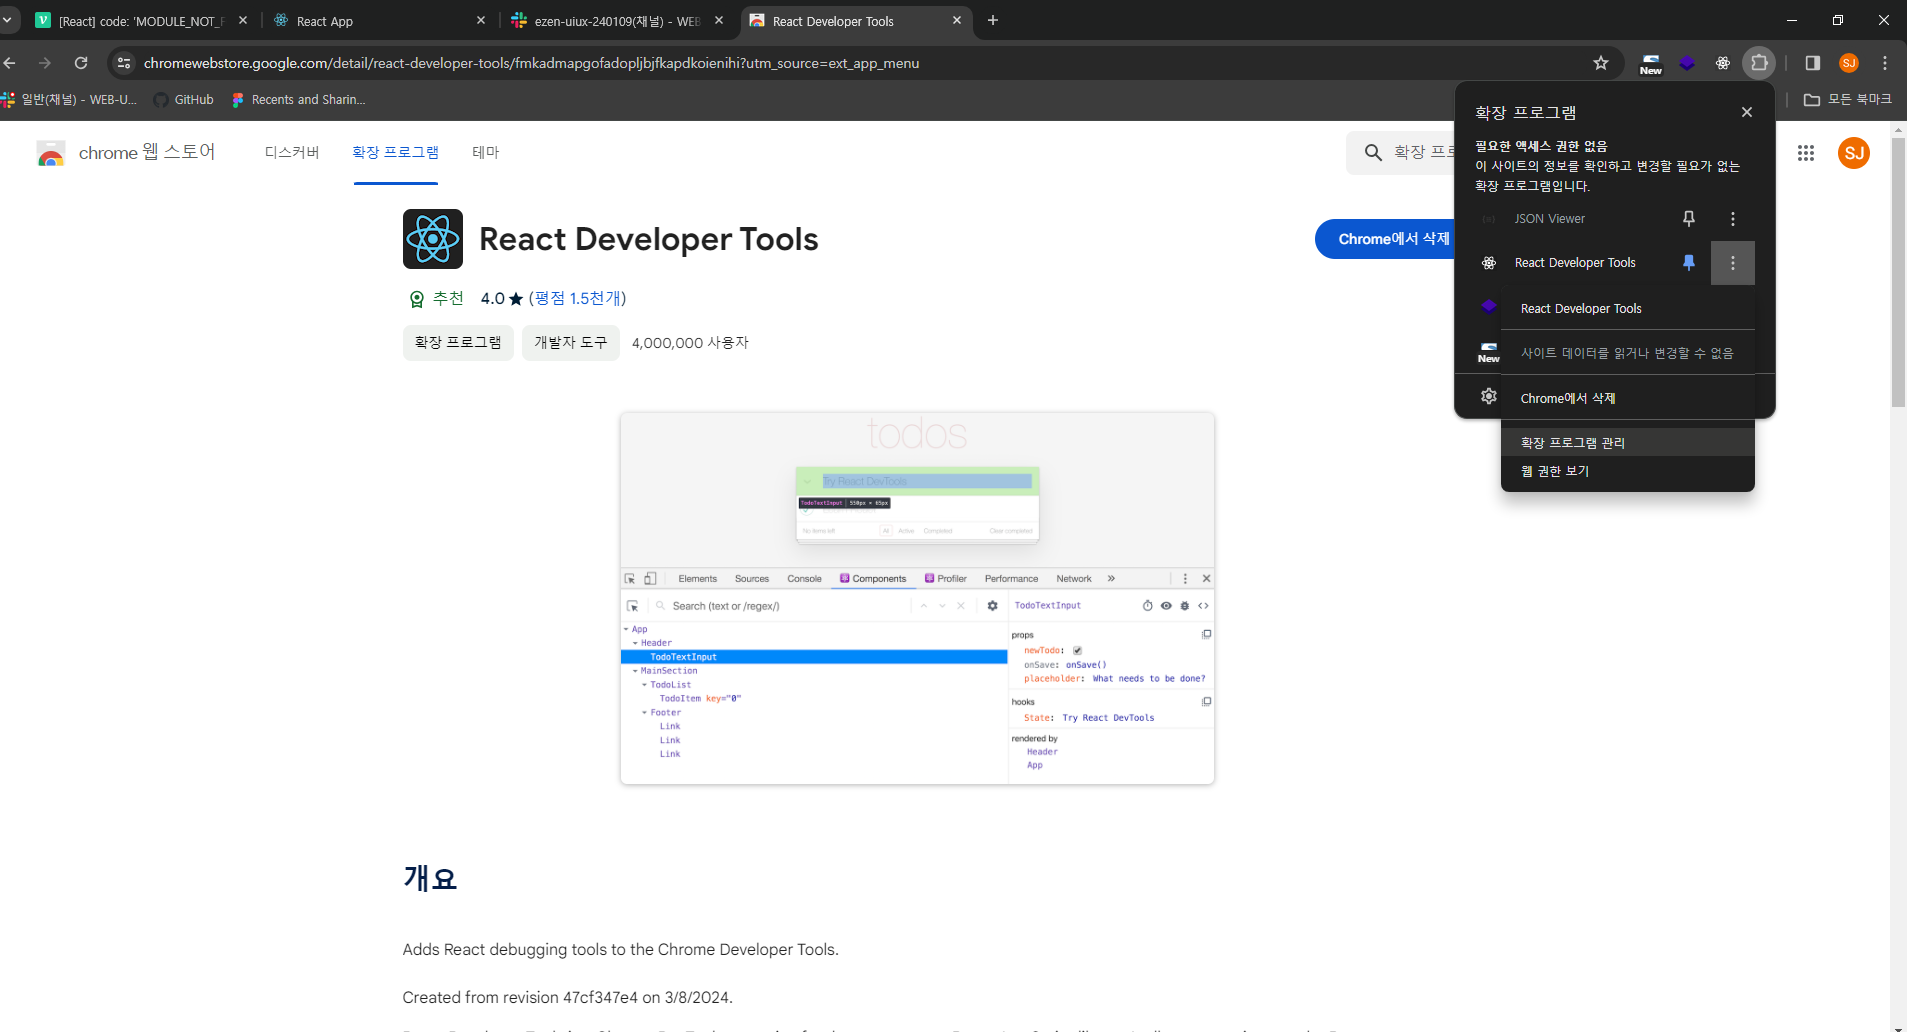 [React] code: 'MODULE_NOT_F
React App
ezen-uiux-240109(채널) - WEB
React Developer Tools
chromewebstore.google.com/detail/react-developer-tools/fmkadmapgofadopljbjfkapdkoienihi?utm_source=ext_app_menu
New
SJ
일반(채널) - WEB-U...
GitHub
Recents and Sharin...
모든 북마크
chrome 웹 스토어
디스커버
확장 프로그램
테마
확장 프로
SJ
확장 프로그램
필요한 액세스 권한 없음
이 사이트의 정보를 확인하고 변경할 필요가 없는
확장 프로그램입니다.
JSON Viewer
React Developer Tools
New
React Developer Tools
사이트 데이터를 읽거나 변경할 수 없음
Chrome에서 삭제
확장 프로그램 관리
웹 권한 보기
React Developer Tools
Chrome에서 삭제
추천 4.0 (평점 1.5천개)
확장 프로그램
개발자 도구
4,000,000 사용자
todos
Try React DevTools
TodoTextInput | 550px × 65px
No items left
All
Active
Completed
Clear completed
Elements
Sources
Console
Components
Profiler
Performance
Network
Search (text or /regex/)
TodoTextInput
App
Header
TodoTextInput
MainSection
TodoList
TodoItem key="0"
Footer
Link
Link
Link
props
newTodo:
onSave: onSave()
placeholder: What needs to be done?
hooks
State: Try React DevTools
rendered by
Header
App
개요
Adds React debugging tools to the Chrome Developer Tools.
Created from revision 47cf347e4 on 3/8/2024.